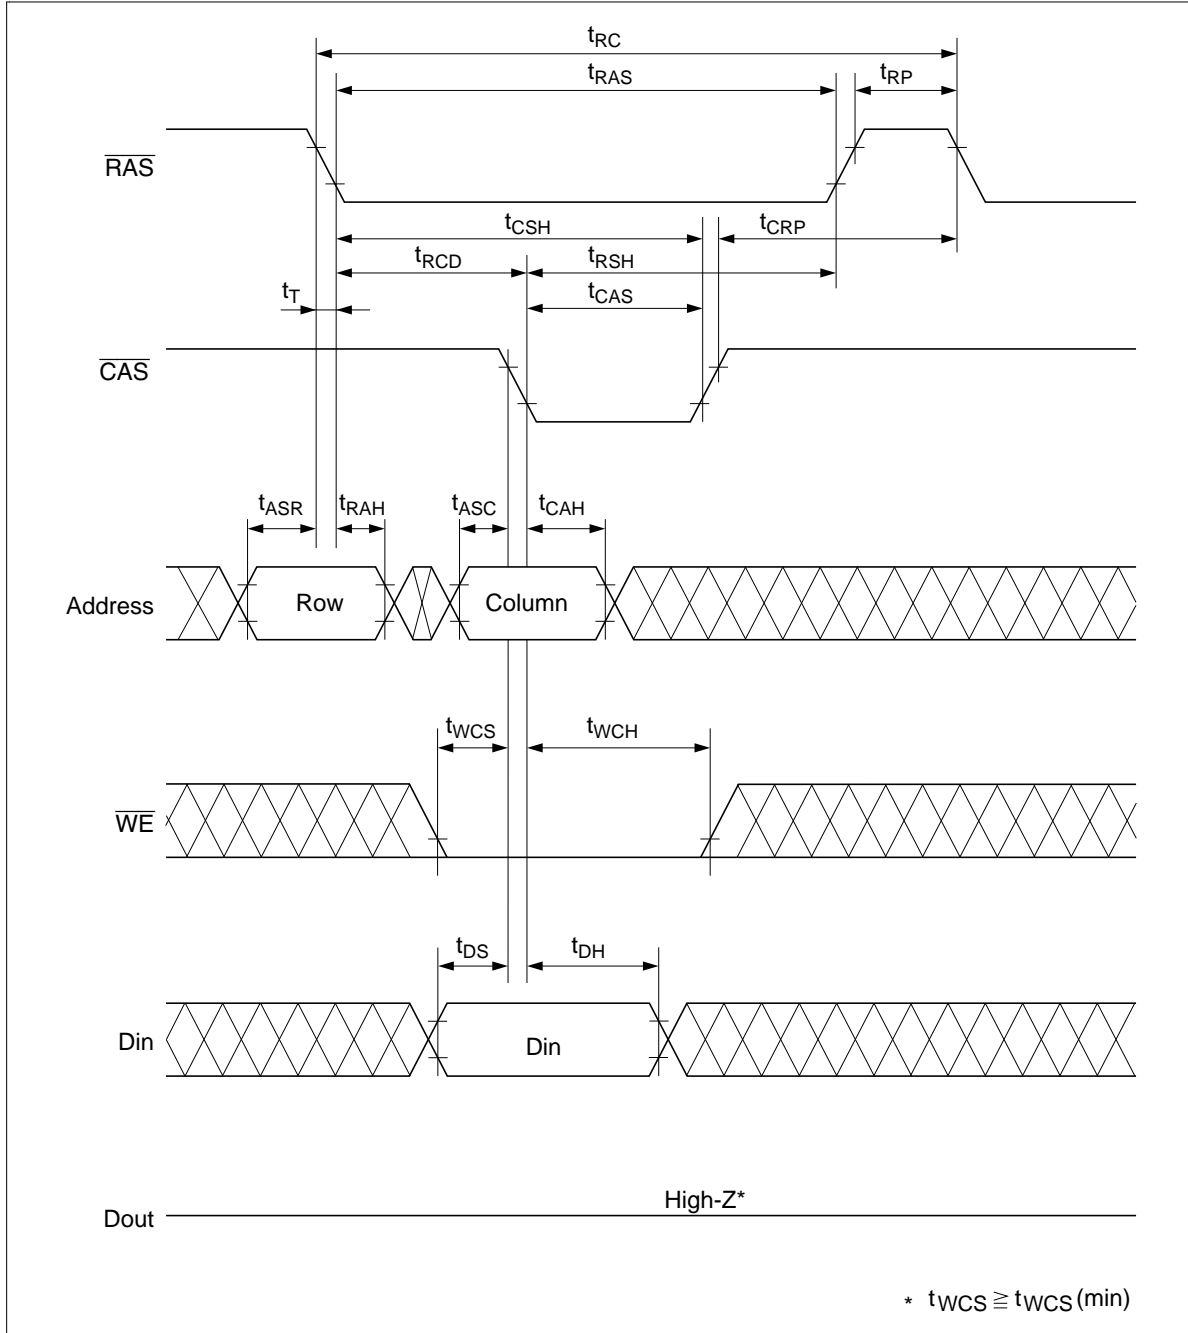 tRC
tRAS
tRP
RAS
tCSH
tCRP
tRCD
tRSH
tT
tCAS
CAS
tASR
tRAH
tASC
tCAH
Address
Row
Column
tWCS
tWCH
WE
tDS
tDH
Din
Din
High-Z*
Dout
* tWCS ≧ tWCS (min)